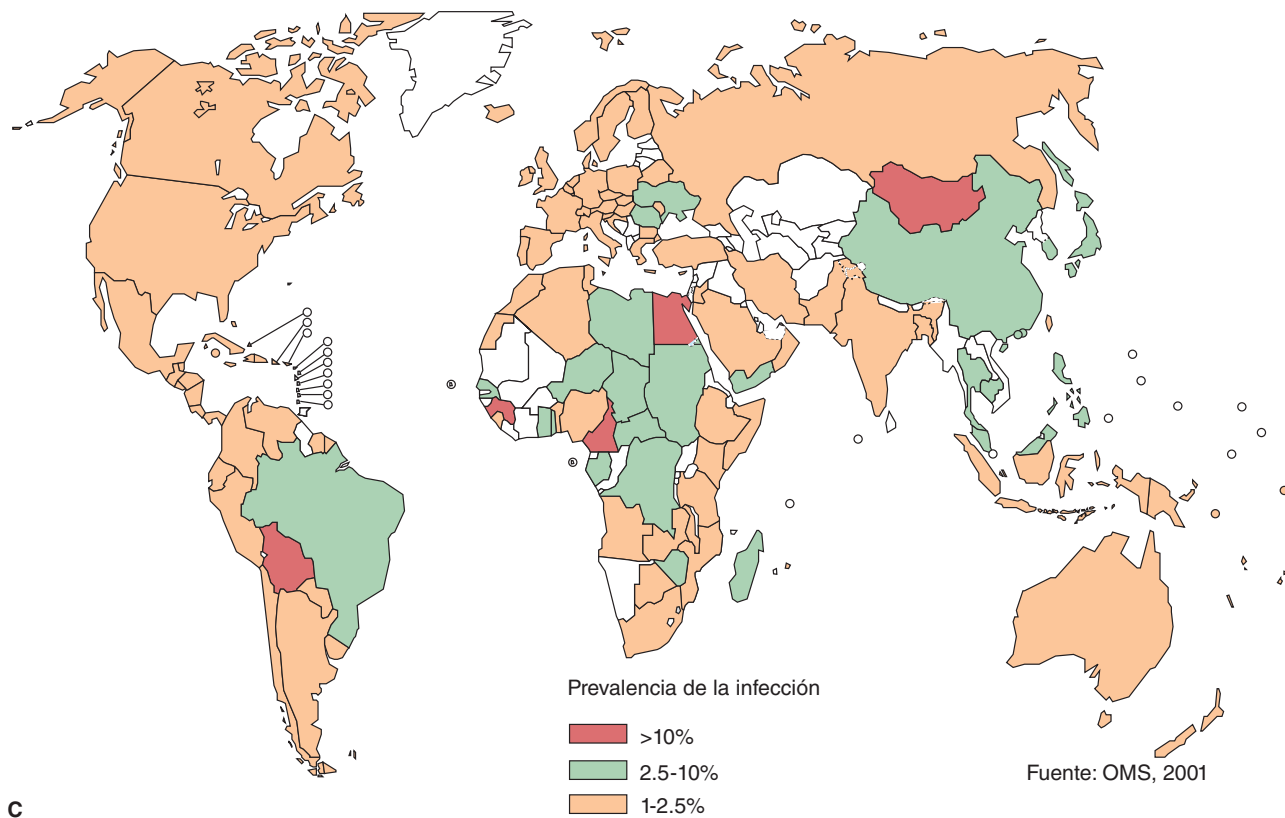 Prevalencia de la infección
>10%
2.5-10%
1-2.5%
Fuente: OMS, 2001
C